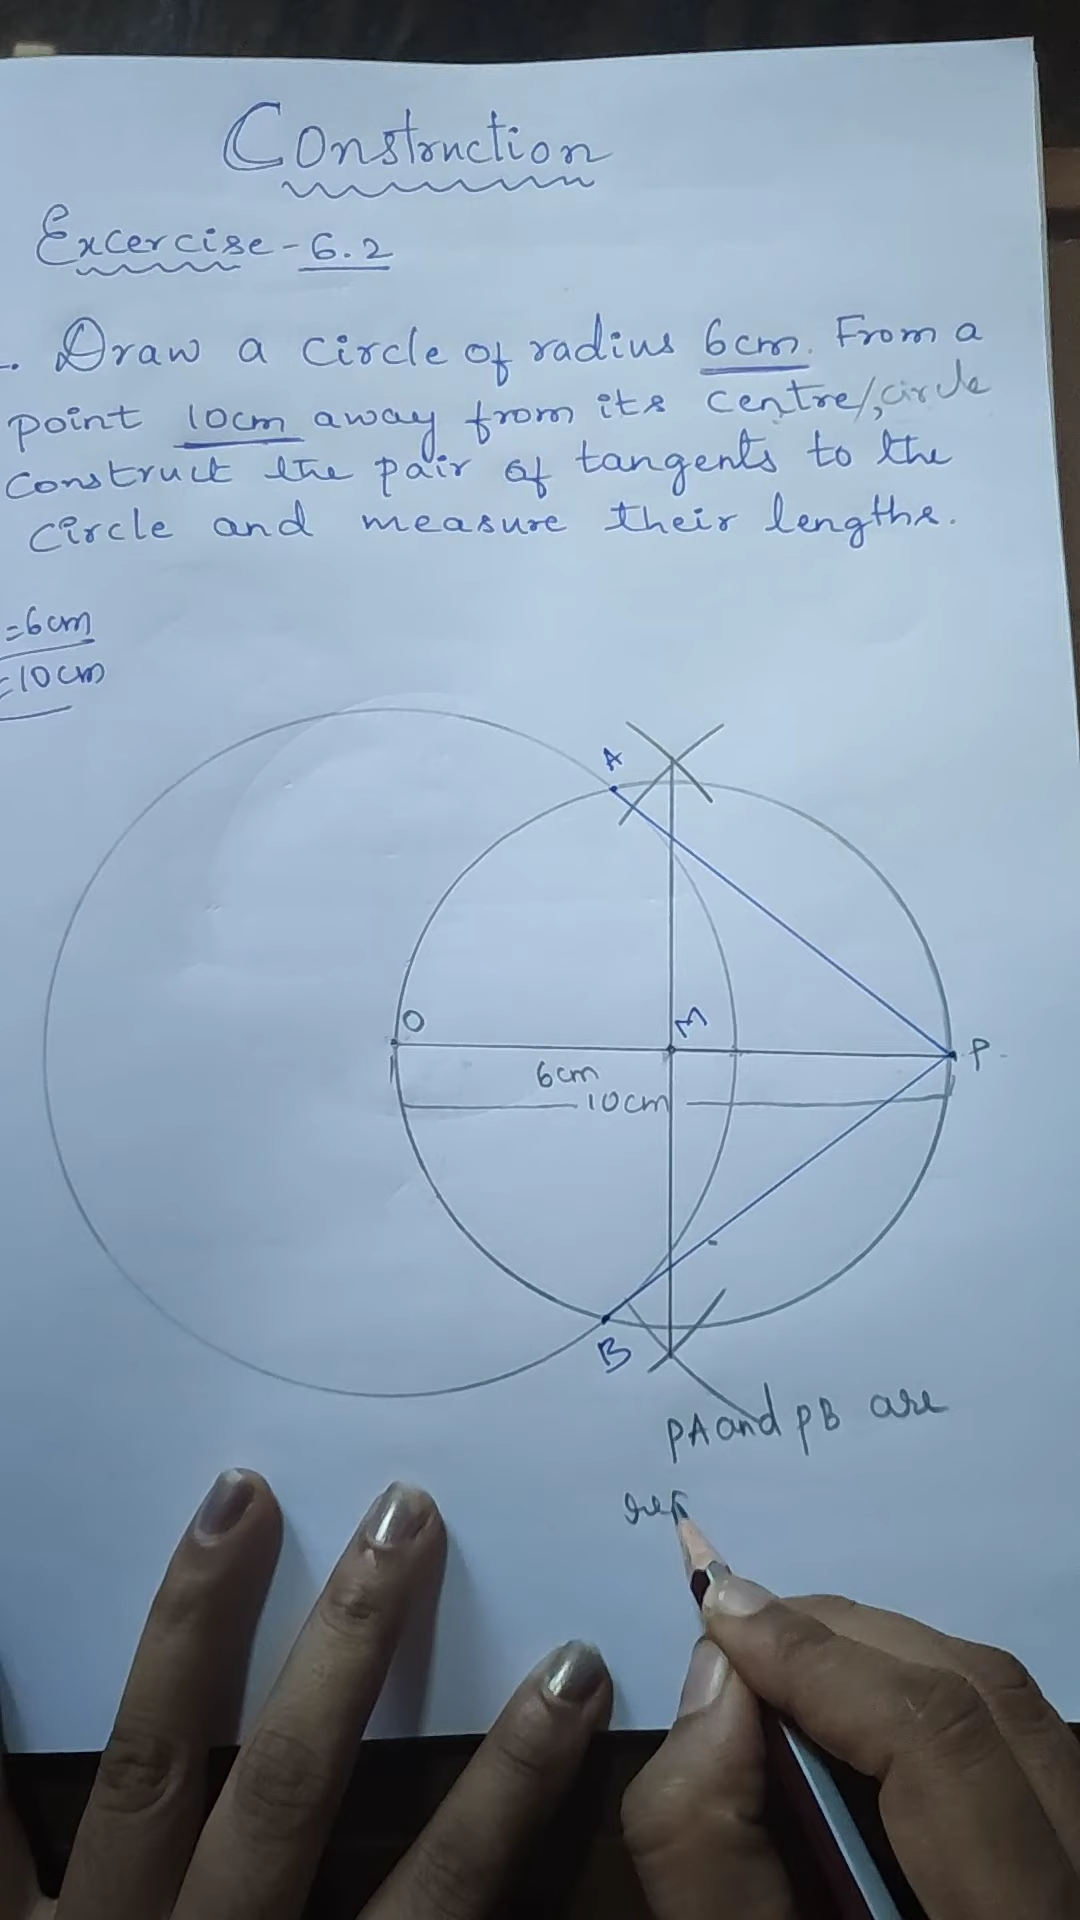 Construction
Excercise - 6.2
. Draw a circle of radius 6cm. From a
point 10cm away from its centre/,circle
construct the pair of tangents to the
circle and measure their lengths.
=6cm
=10cm
A
O
M
P
6cm
10cm
B
PA and PB are